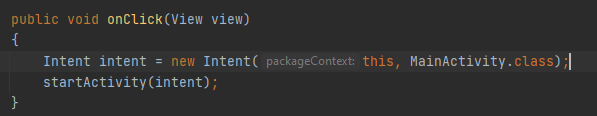 public void onClick(View view)
{
Intent intent = new Intent( packageContext: this, MainActivity.class);
startActivity(intent);
}